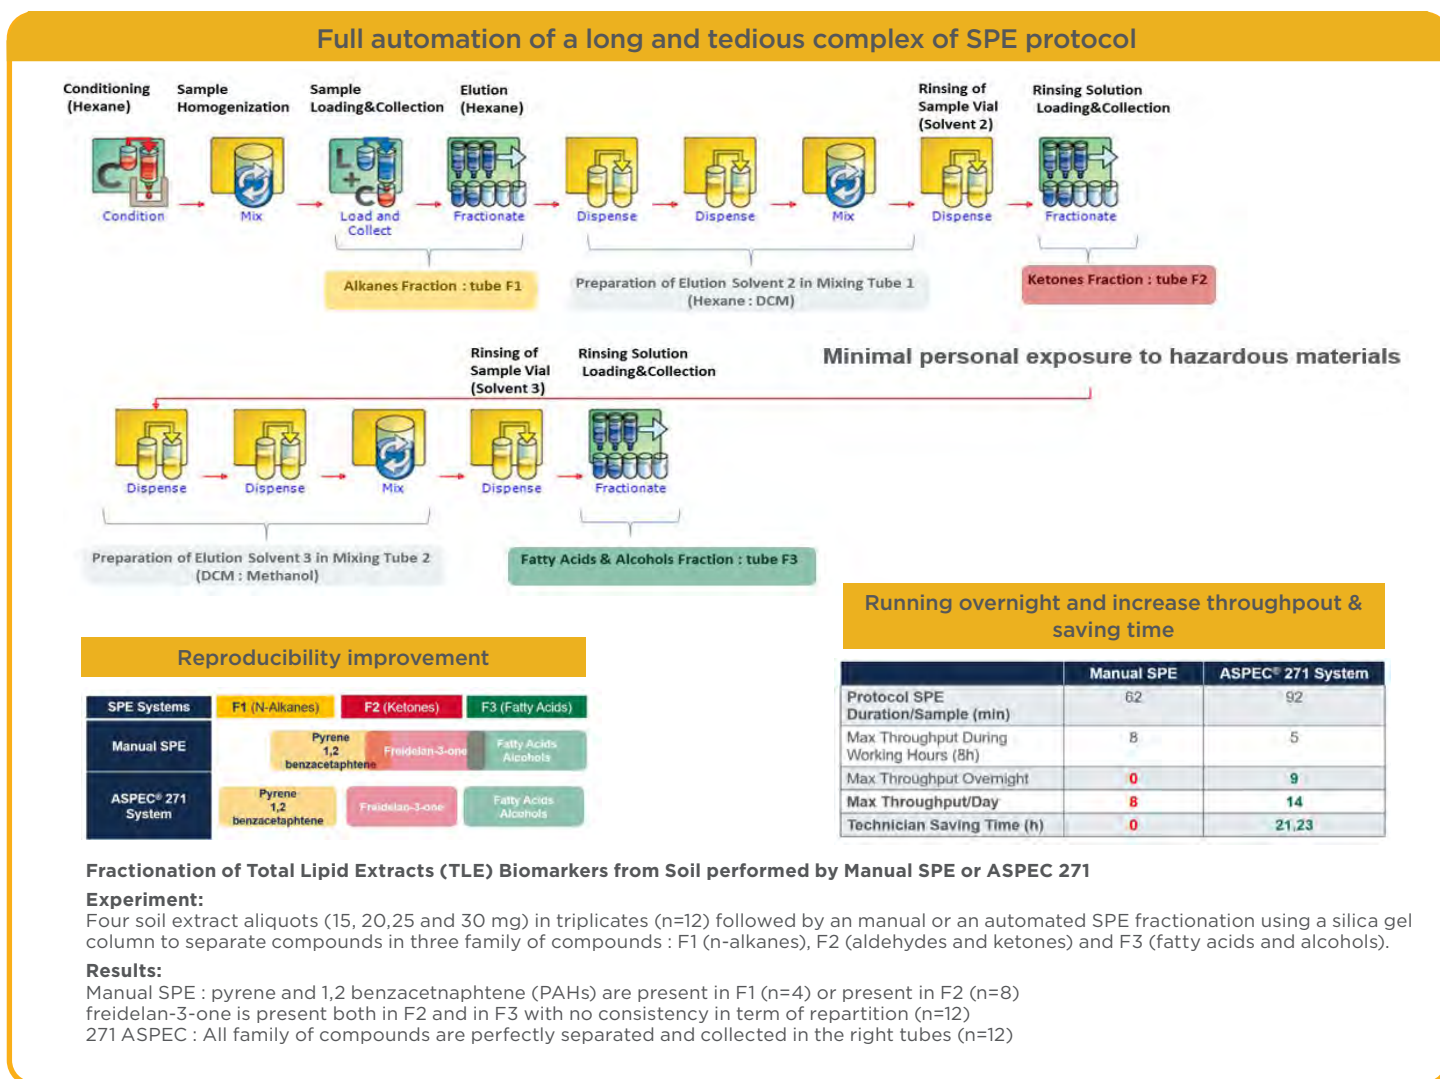 Full automation of a long and tedious complex of SPE protocol
Conditioning
(Hexane)
Sample
Homogenization
Sample
Loading&Collection
Elution
(Hexane)
Rinsing of
Sample Vial
(Solvent 2)
Rinsing Solution
Loading&Collection
C
L
+
C
Condition
Mix
Load and
Collect
Fractionate
Dispense
Dispense
Mix
Dispense
Fractionate
Alkanes Fraction : tube F1
Preparation of Elution Solvent 2 in Mixing Tube 1
(Hexane : DCM)
Ketones Fraction : tube F2
Rinsing of
Sample Vial
(Solvent 3)
Rinsing Solution
Loading&Collection
Minimal personal exposure to hazardous materials
Dispense
Dispense
Mix
Dispense
Fractionate
Preparation of Elution Solvent 3 in Mixing Tube 2
(DCM : Methanol)
Fatty Acids & Alcohols Fraction : tube F3
Reproducibility improvement
SPE Systems F1 (N-Alkanes) F2 (Ketones) F3 (Fatty Acids)
Manual SPE
Pyrene
1,2
benzacetaphtene
Freidelan-3-one
Fatty Acids
Alcohols
ASPEC® 271
System
Pyrene
1,2
benzacetaphtene
Freidelan-3-one
Fatty Acids
Alcohols
Running overnight and increase throughpout &
saving time
Manual SPE ASPEC® 271 System
Protocol SPE
Duration/Sample (min) 62 92
Max Throughput During
Working Hours (8h) 8 5
Max Throughput Overnight 0 9
Max Throughput/Day 8 14
Technician Saving Time (h) 0 21,23
Fractionation of Total Lipid Extracts (TLE) Biomarkers from Soil performed by Manual SPE or ASPEC 271
Experiment:
Four soil extract aliquots (15, 20,25 and 30 mg) in triplicates (n=12) followed by an manual or an automated SPE fractionation using a silica gel
column to separate compounds in three family of compounds : F1 (n-alkanes), F2 (aldehydes and ketones) and F3 (fatty acids and alcohols).
Results:
Manual SPE : pyrene and 1,2 benzacetnaphtene (PAHs) are present in F1 (n=4) or present in F2 (n=8)
freidelan-3-one is present both in F2 and in F3 with no consistency in term of repartition (n=12)
271 ASPEC : All family of compounds are perfectly separated and collected in the right tubes (n=12)